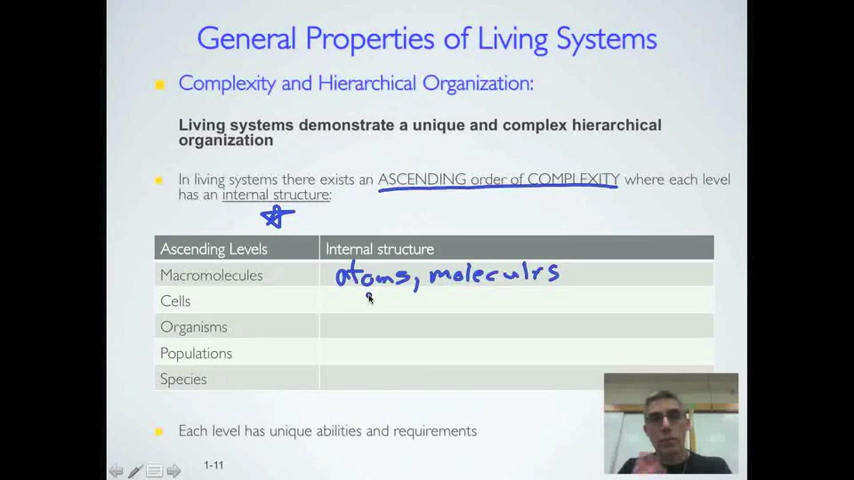 General Properties of Living Systems
Complexity and Hierarchical Organization:
Living systems demonstrate a unique and complex hierarchical
organization
In living systems there exists an ASCENDING order of COMPLEXITY where each level
has an internal structure:
Ascending Levels Internal structure
Macromolecules atoms, moleculrs
Cells
Organisms
Populations
Species
Each level has unique abilities and requirements
1-11